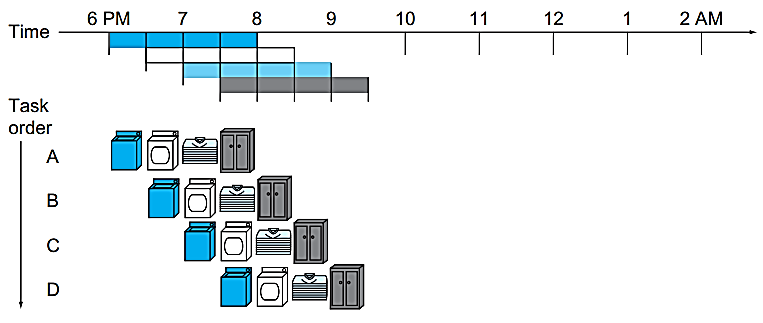 6 PM 7 8 9 10 11 12 1 2 AM
Time
Task
order
A
B
C
D